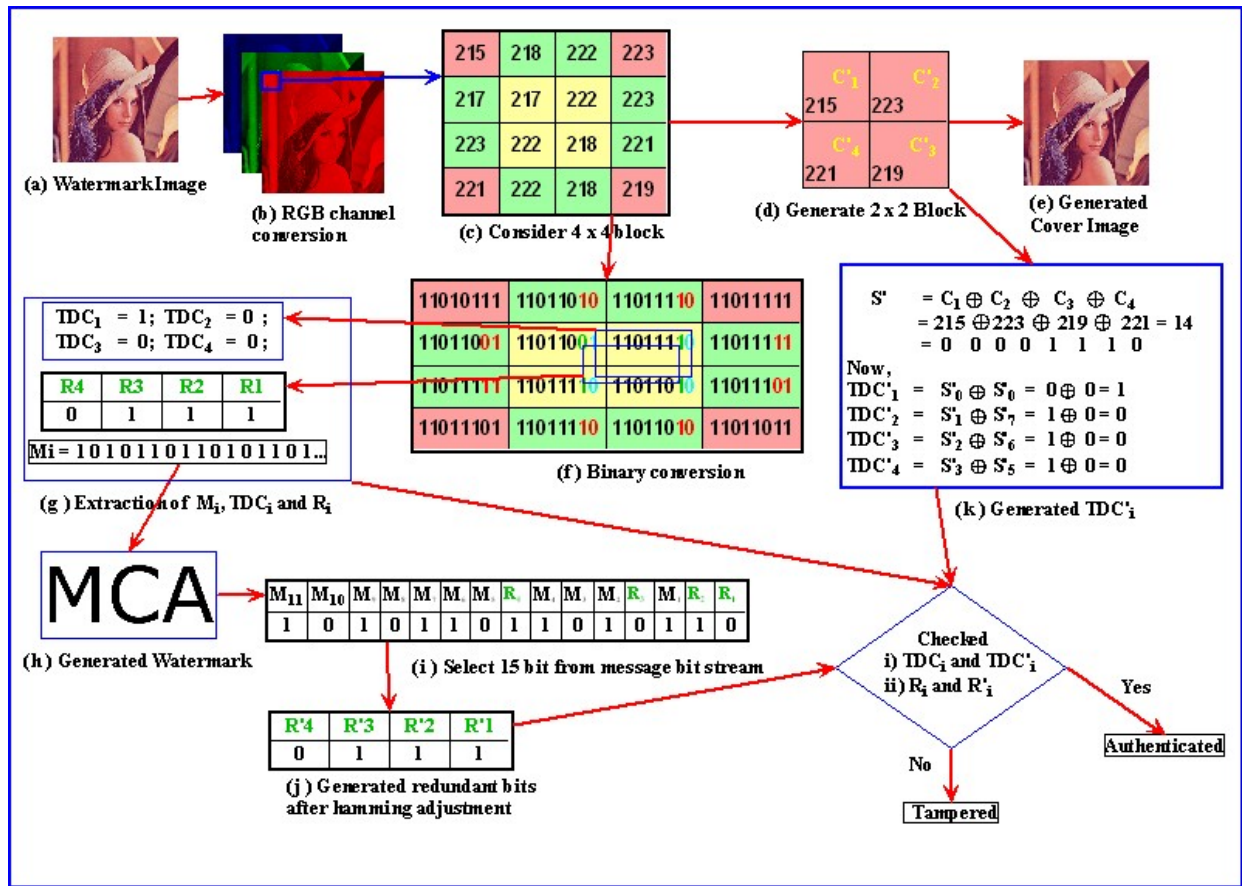 215 218 222 223
217 217 222 223
223 222 218 221
221 222 218 219
C'1 C'2
215 223
C'4 C'3
221 219
(a) Watermark Image
(b) RGB channel
conversion
(c) Consider 4 x 4 block
(d) Generate 2 x 2 Block
(e) Generated
Cover Image
TDC1 = 1; TDC2 = 0 ;
TDC3 = 0; TDC4 = 0;
R4 R3 R2 R1
0 1 1 1
Mi = 1 0 1 0 1 1 0 1 1 0 1 0 1 1 0 1...
(g ) Extraction of Mi, TDCi and Ri
11010111 11011010 11011110 11011111
11011001 11011001 11011110 11011111
11011111 11011110 11011010 11011101
11011101 11011110 11011010 11011011
(f) Binary conversion
S' = C1 ⊕ C2 ⊕ C3 ⊕ C4
= 215 ⊕223 ⊕ 219 ⊕ 221 = 14
= 0 0 0 0 1 1 1 0
Now,
TDC'1 = S'0 ⊕ S'0 = 0⊕ 0= 1
TDC'2 = S'1 ⊕ S'7 = 1⊕ 0= 0
TDC'3 = S'2 ⊕ S'6 = 1⊕ 0= 0
TDC'4 = S'3 ⊕ S'5 = 1⊕ 0= 0
(k ) Generated TDC'i
MCA
(h ) Generated Watermark
M11 M10 M M M M M R M M M R M R R
1 0 1 0 1 1 0 1 1 0 1 0 1 1 0
(i ) Select 15 bit from message bit stream
R'4 R'3 R'2 R'1
0 1 1 1
(j ) Generated redundant bits
after hamming adjustment
Checked
i) TDCi and TDC'i
ii) Ri and R'i
Yes
Authenticated
No
Tampered